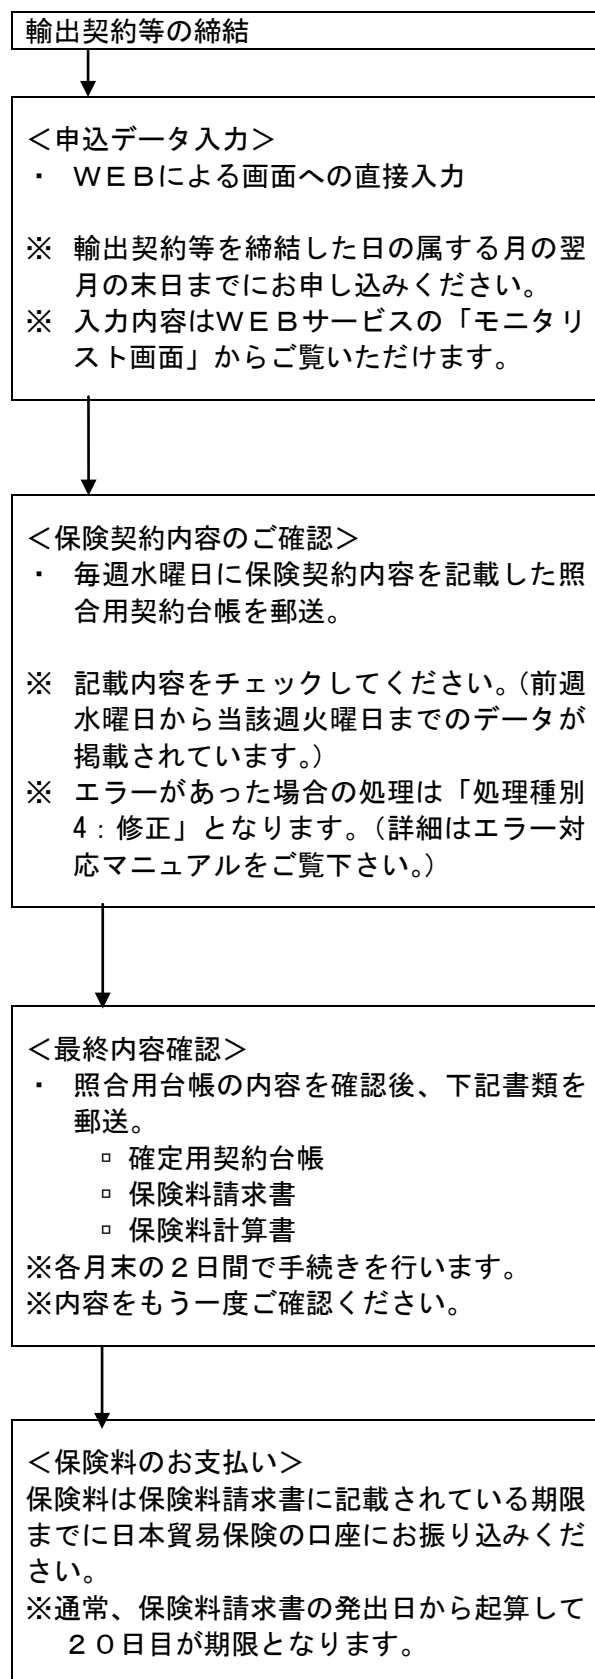 輸出契約等の締結
＜申込データ入力＞
・ ＷＥＢによる画面への直接入力
※ 輸出契約等を締結した日の属する月の翌
月の末日までにお申し込みください。
※ 入力内容はＷＥＢサービスの「モニタリ
スト画面」からご覧いただけます。
＜保険契約内容のご確認＞
・ 毎週水曜日に保険契約内容を記載した照
合用契約台帳を郵送。
※ 記載内容をチェックしてください。（前週
水曜日から当該週火曜日までのデータが
掲載されています。）
※ エラーがあった場合の処理は「処理種別
4：修正」となります。（詳細はエラー対
応マニュアルをご覧下さい。）
＜最終内容確認＞
・ 照合用台帳の内容を確認後、下記書類を
郵送。
▫ 確定用契約台帳
▫ 保険料請求書
▫ 保険料計算書
※各月末の２日間で手続きを行います。
※内容をもう一度ご確認ください。
＜保険料のお支払い＞
保険料は保険料請求書に記載されている期限
までに日本貿易保険の口座にお振り込みくだ
さい。
※通常、保険料請求書の発出日から起算して
２０日目が期限となります。